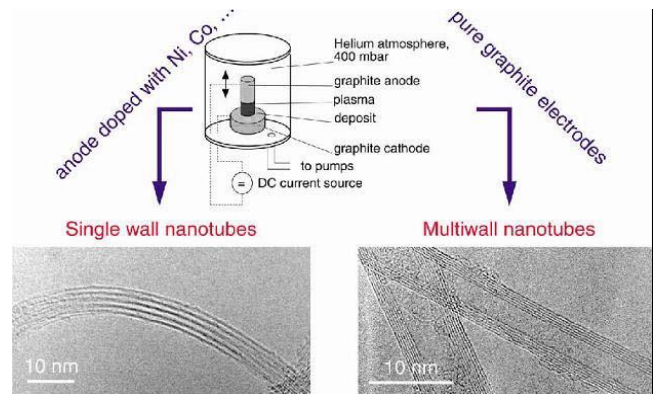 anode doped with Ni, Co, ...
pure graphite electrodes
Helium atmosphere,
400 mbar
graphite anode
plasma
deposit
graphite cathode
to pumps
=
DC current source
Single wall nanotubes
Multiwall nanotubes
10 nm
10 nm